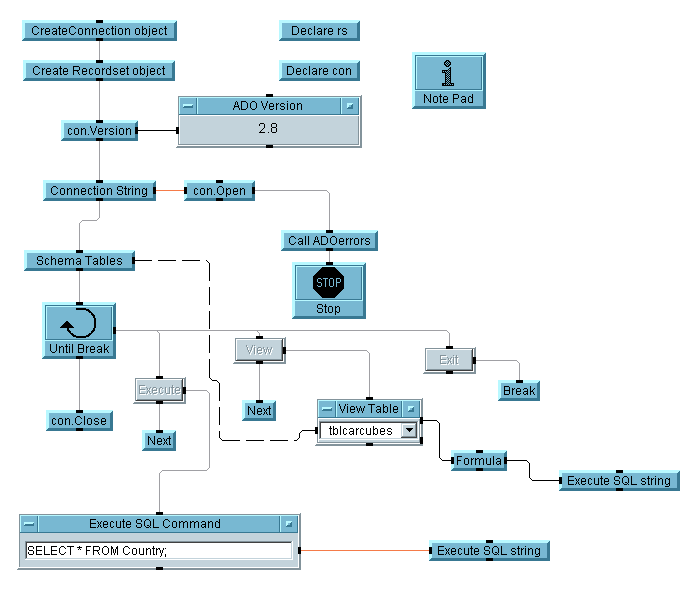 CreateConnection object
Declare rs
Create Recordset object
Declare con
Note Pad
ADO Version
2.8
con.Version
Connection String
con.Open
Call ADOerrors
Schema Tables
STOP
Stop
Until Break
View
Exit
Execute
Break
Next
View Table
con.Close
tblcarcubes
Next
Formula
Execute SQL string
Execute SQL Command
SELECT * FROM Country;
Execute SQL string